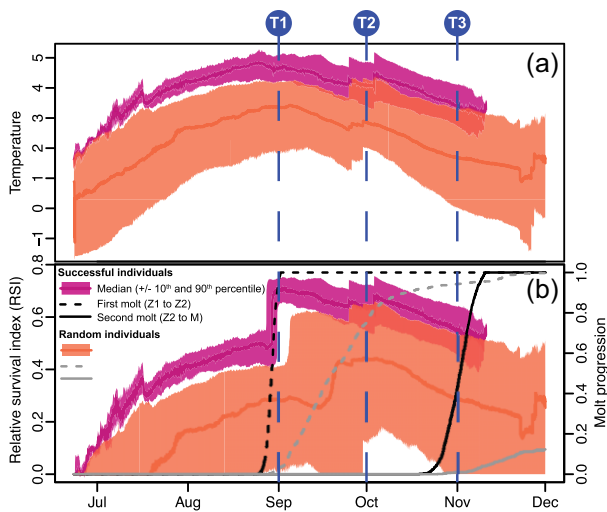 T1 T2 T3
(a)
Temperature
5
4
3
2
1
0
-1
(b)
Relative survival index (RSI)
0.8
0.6
0.4
0.2
0.0
Successful individuals
Median (+/- 10th and 90th percentile)
First molt (Z1 to Z2)
Second molt (Z2 to M)
Random individuals
Molt progression
1.0
0.8
0.6
0.4
0.2
0.0
Jul Aug Sep Oct Nov Dec